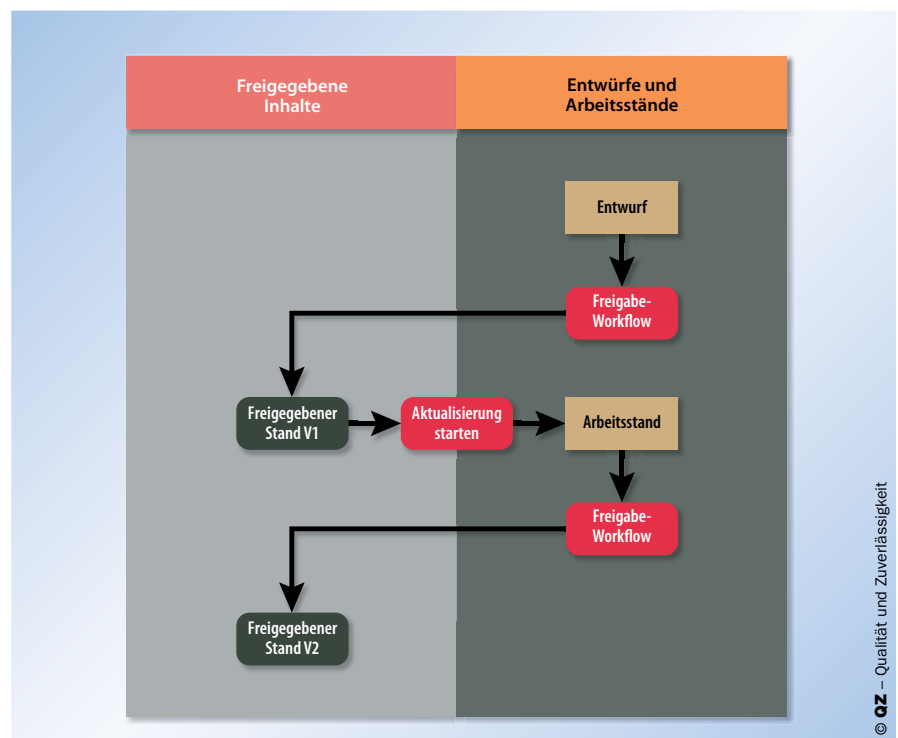 Freigegebene
Inhalte
Entwürfe und
Arbeitsstände
Entwurf
Freigabe-
Workflow
Freigegebener
Stand V1
Aktualisierung
starten
Arbeitsstand
Freigabe-
Workflow
Freigegebener
Stand V2
© QZ – Qualität und Zuverlässigkeit